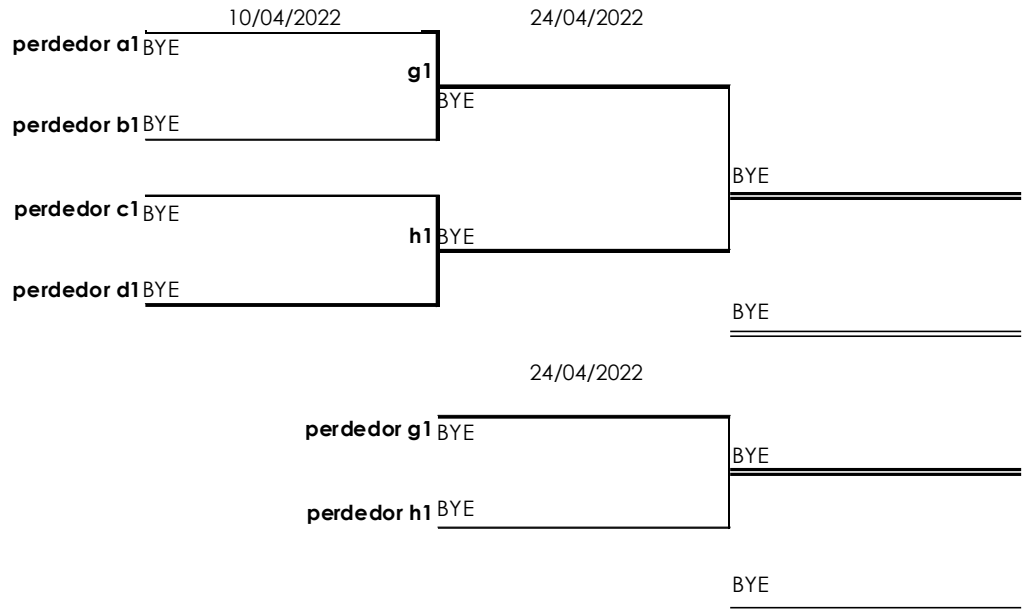 10/04/2022 24/04/2022
perdedor a1 BYE
g1
BYE
perdedor b1 BYE
BYE
perdedor c1 BYE
h1 BYE
perdedor d1 BYE
BYE
24/04/2022
perdedor g1 BYE
BYE
perdedor h1 BYE
BYE